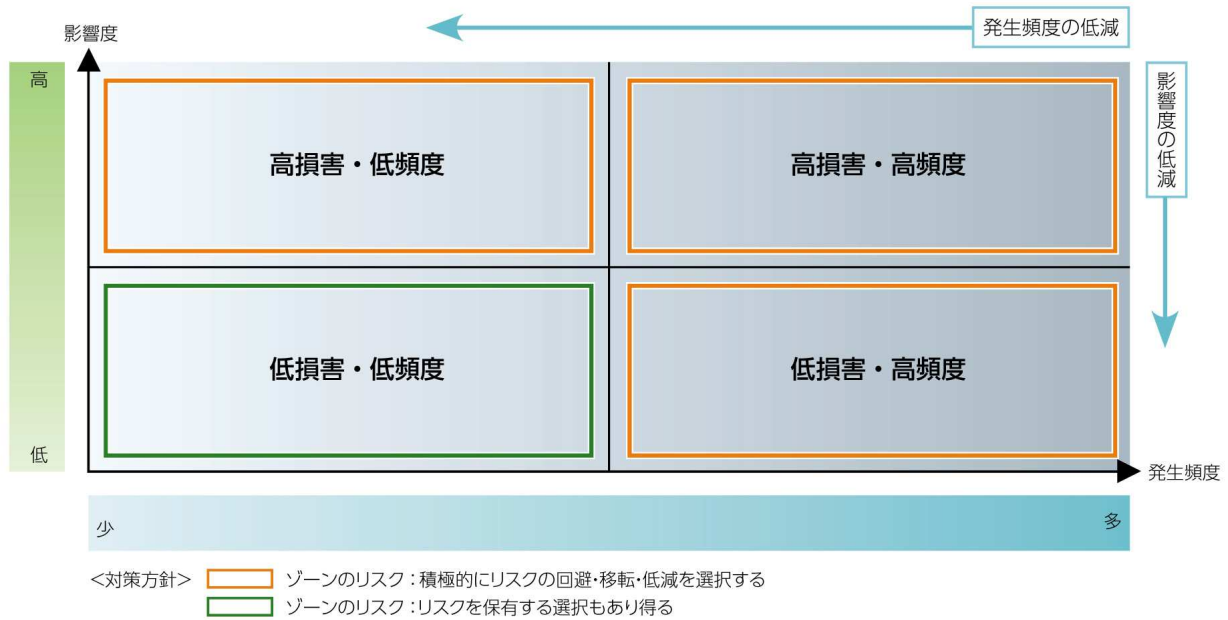 発生頻度の低減
影響度
高
影響度の低減
高損害・低頻度
高損害・高頻度
低損害・低頻度
低損害・高頻度
低
発生頻度
少
多
＜対策方針＞ ゾーンのリスク：積極的にリスクの回避・移転・低減を選択する
ゾーンのリスク：リスクを保有する選択もあり得る